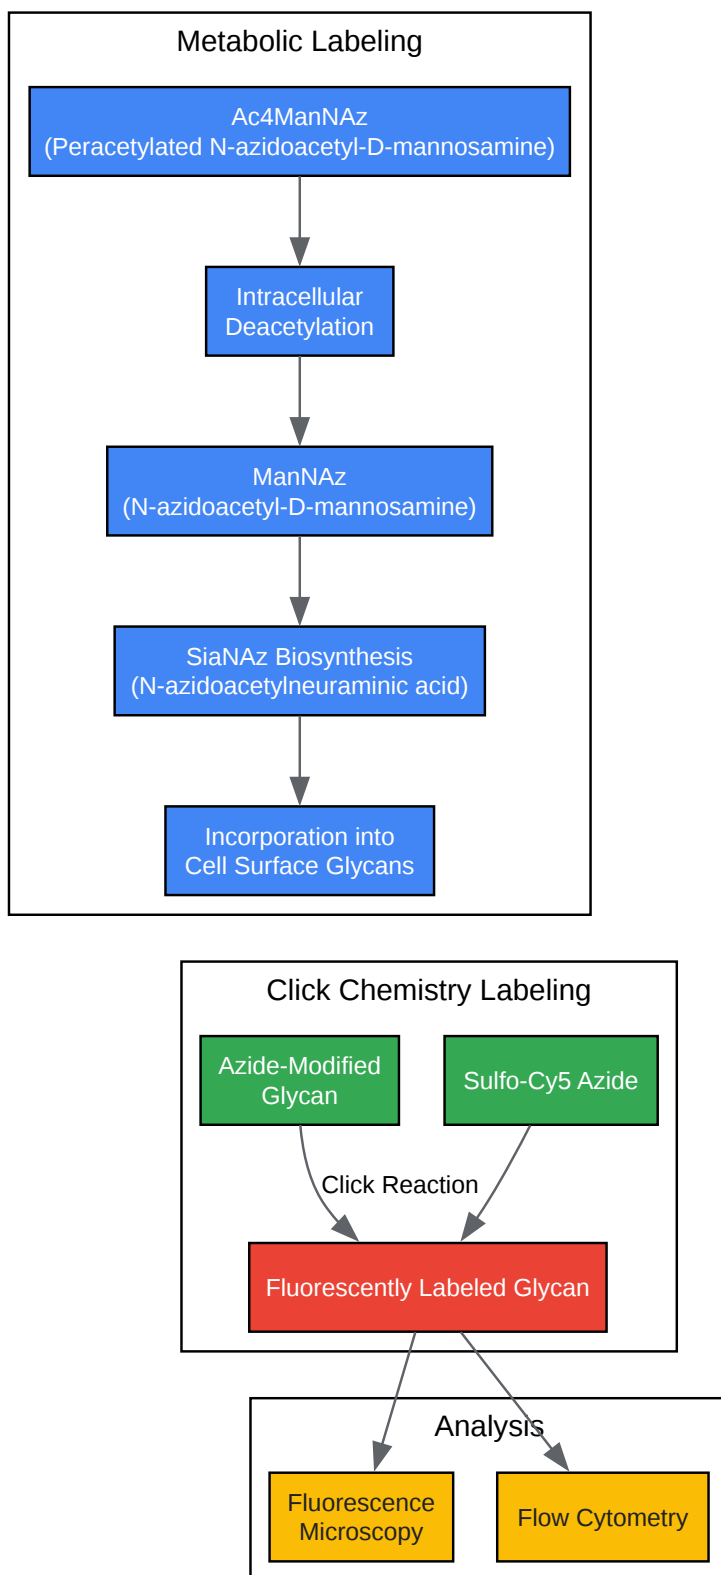 Metabolic Labeling
Ac4ManNAz
(Peracetylated N-azidoacetyl-D-mannosamine)
Intracellular
Deacetylation
ManNAz
(N-azidoacetyl-D-mannosamine)
SiaNAz Biosynthesis
(N-azidoacetylneuraminic acid)
Incorporation into
Cell Surface Glycans
Click Chemistry Labeling
Azide-Modified
Glycan
Sulfo-Cy5 Azide
Click Reaction
Fluorescently Labeled Glycan
Analysis
Fluorescence
Microscopy
Flow Cytometry